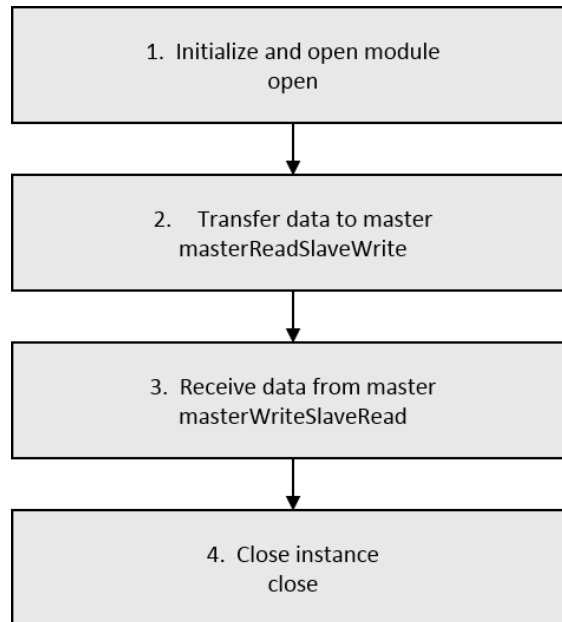 1. Initialize and open module
open
2. Transfer data to master
masterReadSlaveWrite
3. Receive data from master
masterWriteSlaveRead
4. Close instance
close